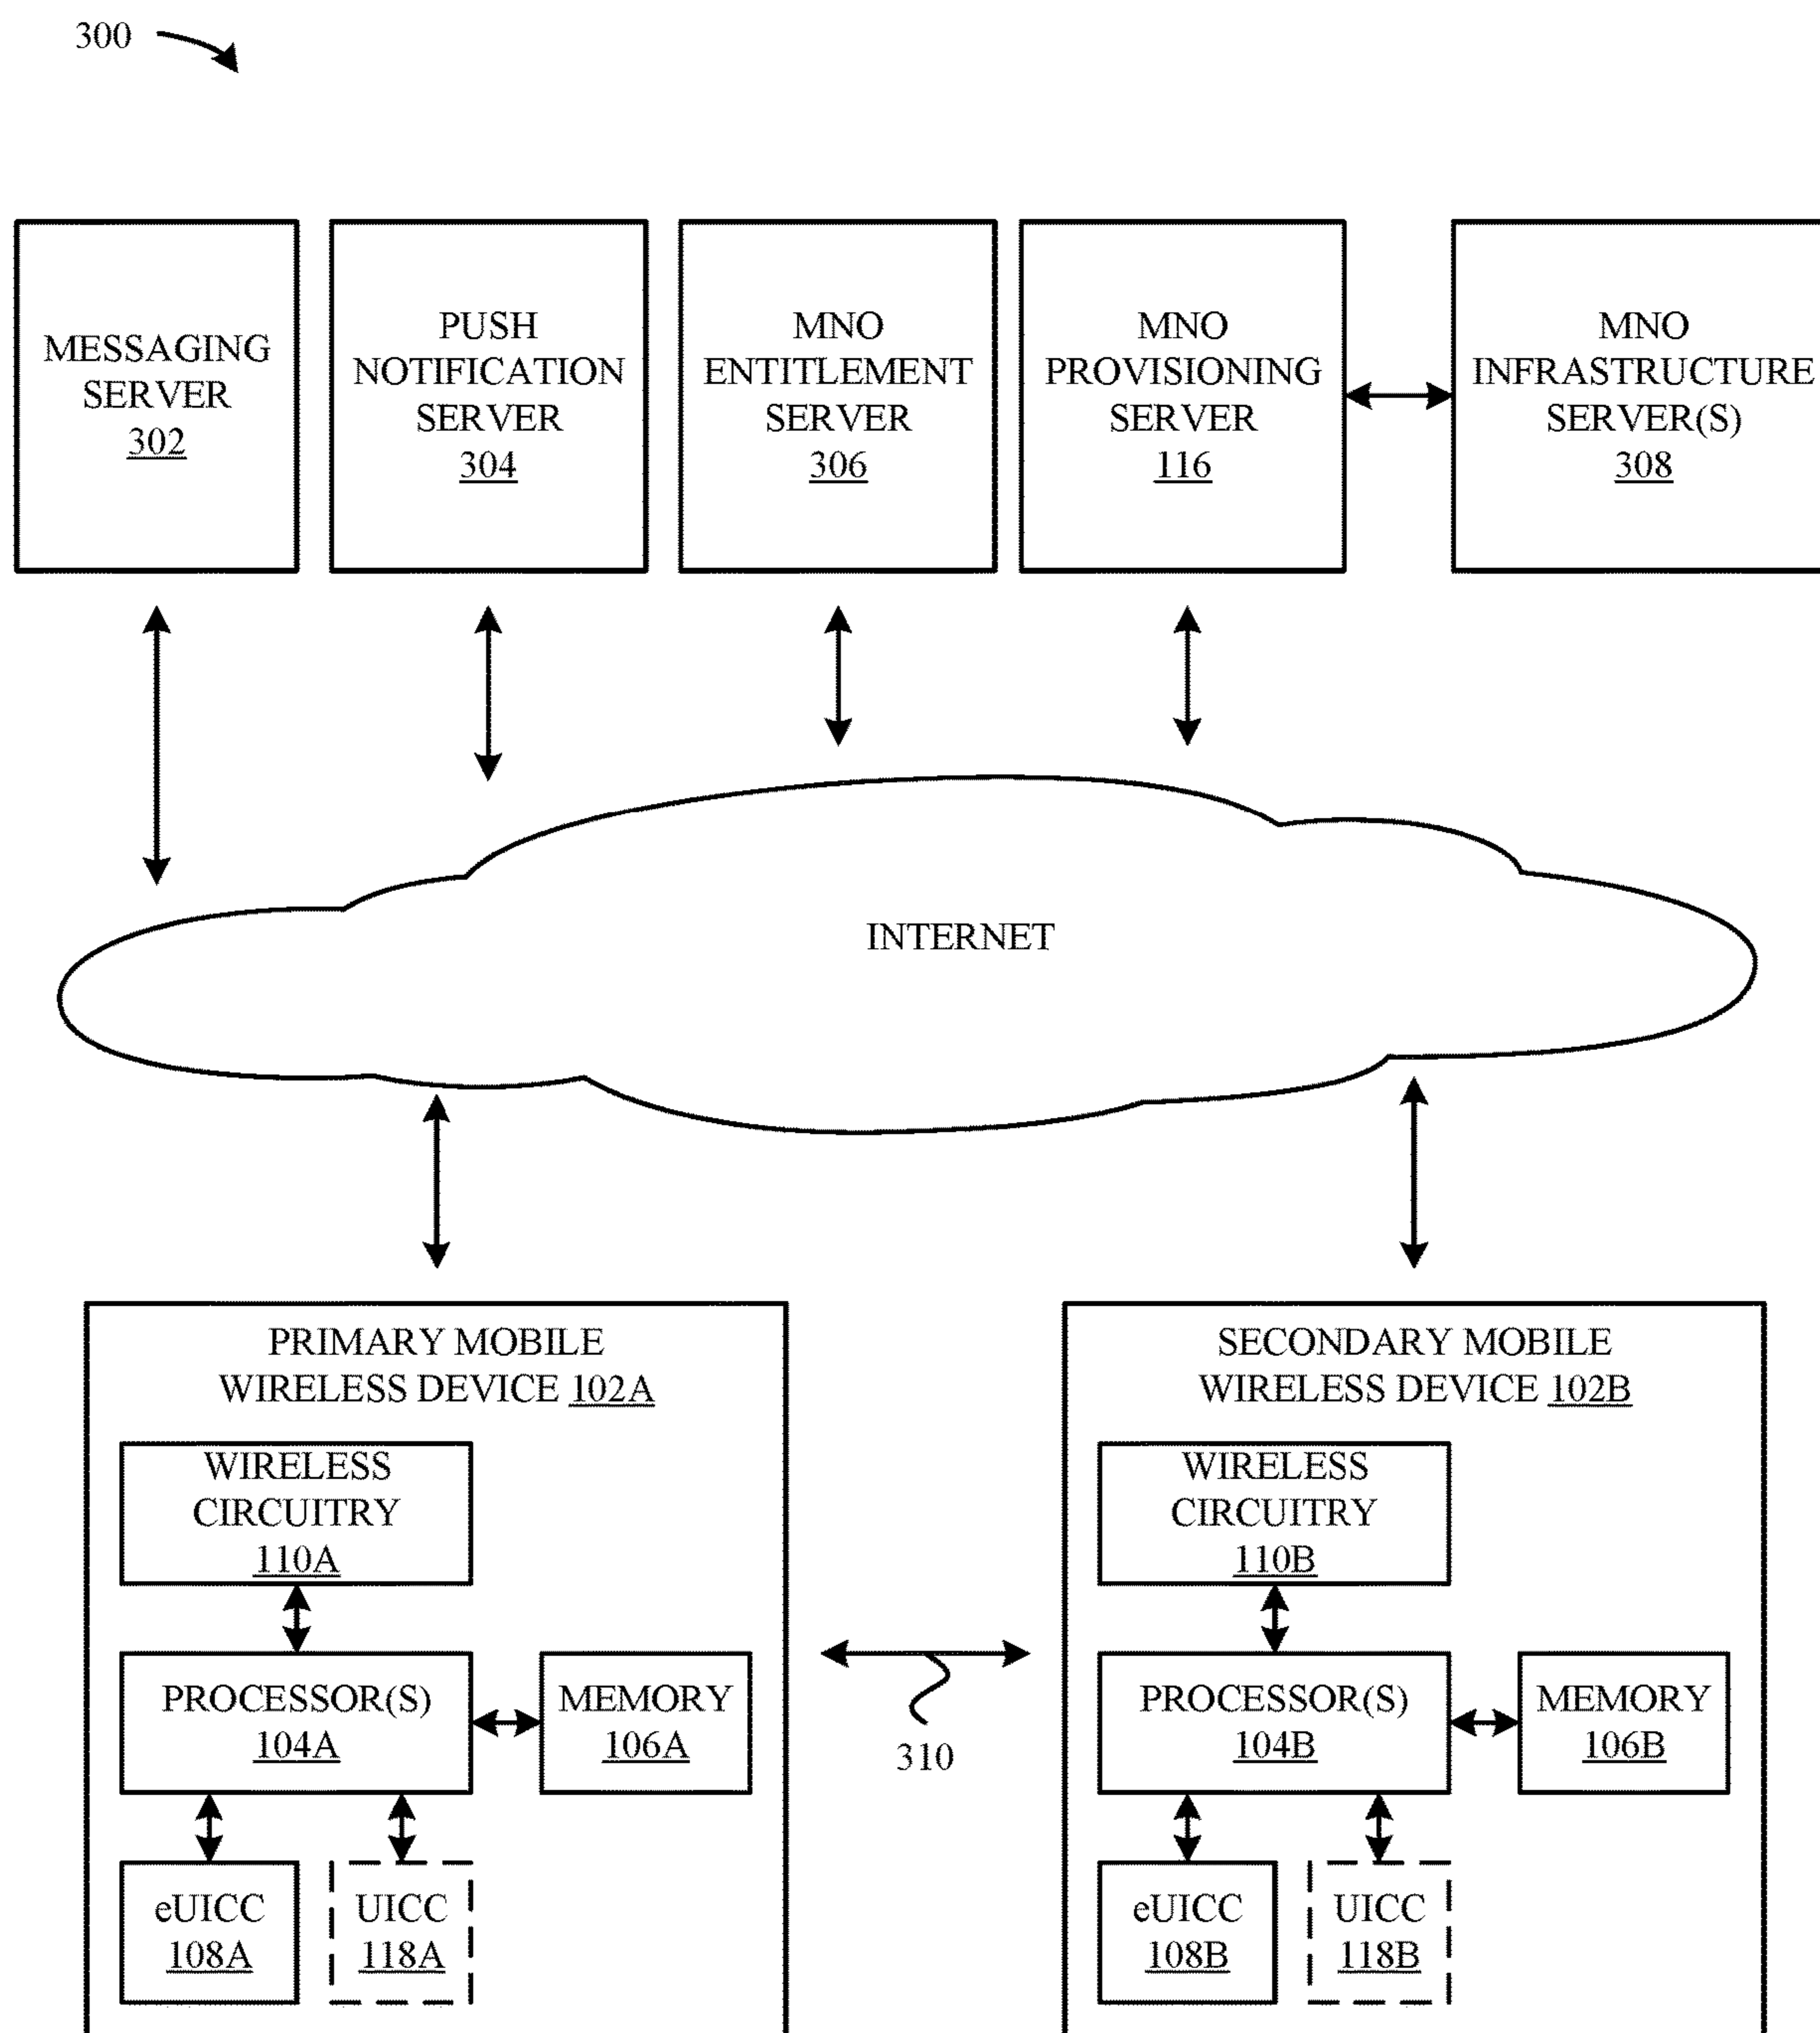 300
MESSAGING
SERVER
302
PUSH
NOTIFICATION
SERVER
304
MNO
ENTITLEMENT
SERVER
306
MNO
PROVISIONING
SERVER
116
MNO
INFRASTRUCTURE
SERVER(S)
308
INTERNET
PRIMARY MOBILE
WIRELESS DEVICE 102A
WIRELESS
CIRCUITRY
110A
PROCESSOR(S)
104A
MEMORY
106A
eUICC
108A
UICC
118A
310
SECONDARY MOBILE
WIRELESS DEVICE 102B
WIRELESS
CIRCUITRY
110B
PROCESSOR(S)
104B
MEMORY
106B
eUICC
108B
UICC
118B